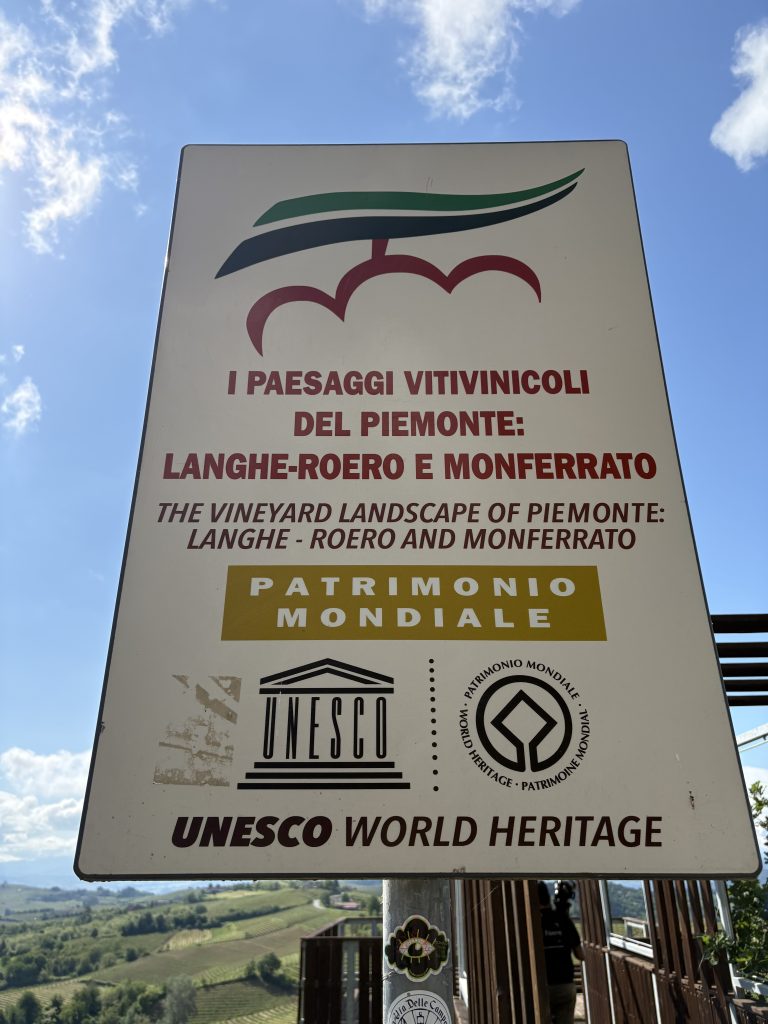 I PAESAGGI VITIVINICOLI
DEL PIEMONTE:
LANGHE-ROERO E MONFERRATO
THE VINEYARD LANDSCAPE OF PIEMONTE:
LANGHE - ROERO AND MONFERRATO
PATRIMONIO
MONDIALE
UNESCO
PATRIMONIO MONDIALE · WORLD HERITAGE · PATRIMOINE MONDIAL ·
UNESCO WORLD HERITAGE